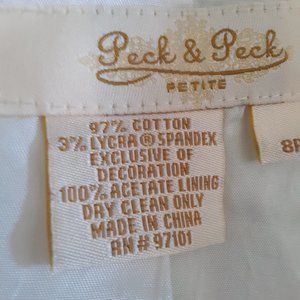 Peck & Peck
PETITE
97% COTTON
3% LYCRA® SPANDEX
EXCLUSIVE OF
DECORATION
100% ACETATE LINING
DRY CLEAN ONLY
MADE IN CHINA
RN # 97101
8P